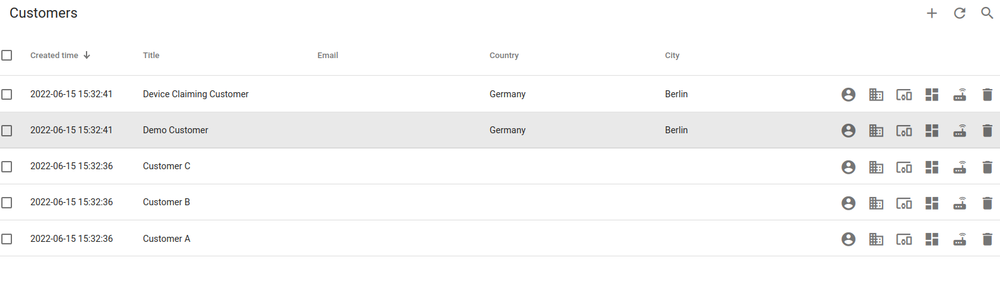 Customers
Created time Title Email Country City
2022-06-15 15:32:41 Device Claiming Customer Germany Berlin
2022-06-15 15:32:41 Demo Customer Germany Berlin
2022-06-15 15:32:36 Customer C
2022-06-15 15:32:36 Customer B
2022-06-15 15:32:36 Customer A